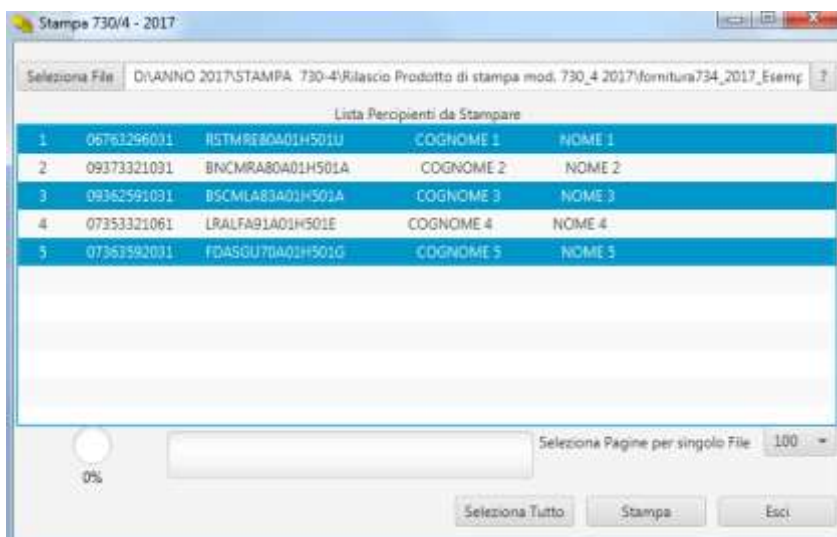 Stampa 730/4 - 2017
Seleziona File D:\ANNO 2017\STAMPA 730-4\Rilascio Prodotto di stampa mod. 730_4 2017\fornitura734_2017_Esemp ?
Lista Percipienti da Stampare
1 06763296031 RSTMRE80A01H501U COGNOME 1 NOME 1
2 09373321031 BNCMRA80A01H501A COGNOME 2 NOME 2
3 09362591031 BSCMLA83A01H501A COGNOME 3 NOME 3
4 07353321061 LRALFA91A01H501E COGNOME 4 NOME 4
5 07363592031 FDASGU70A01H501G COGNOME 5 NOME 5
Seleziona Pagine per singolo File 100
0%
Seleziona Tutto Stampa Esci